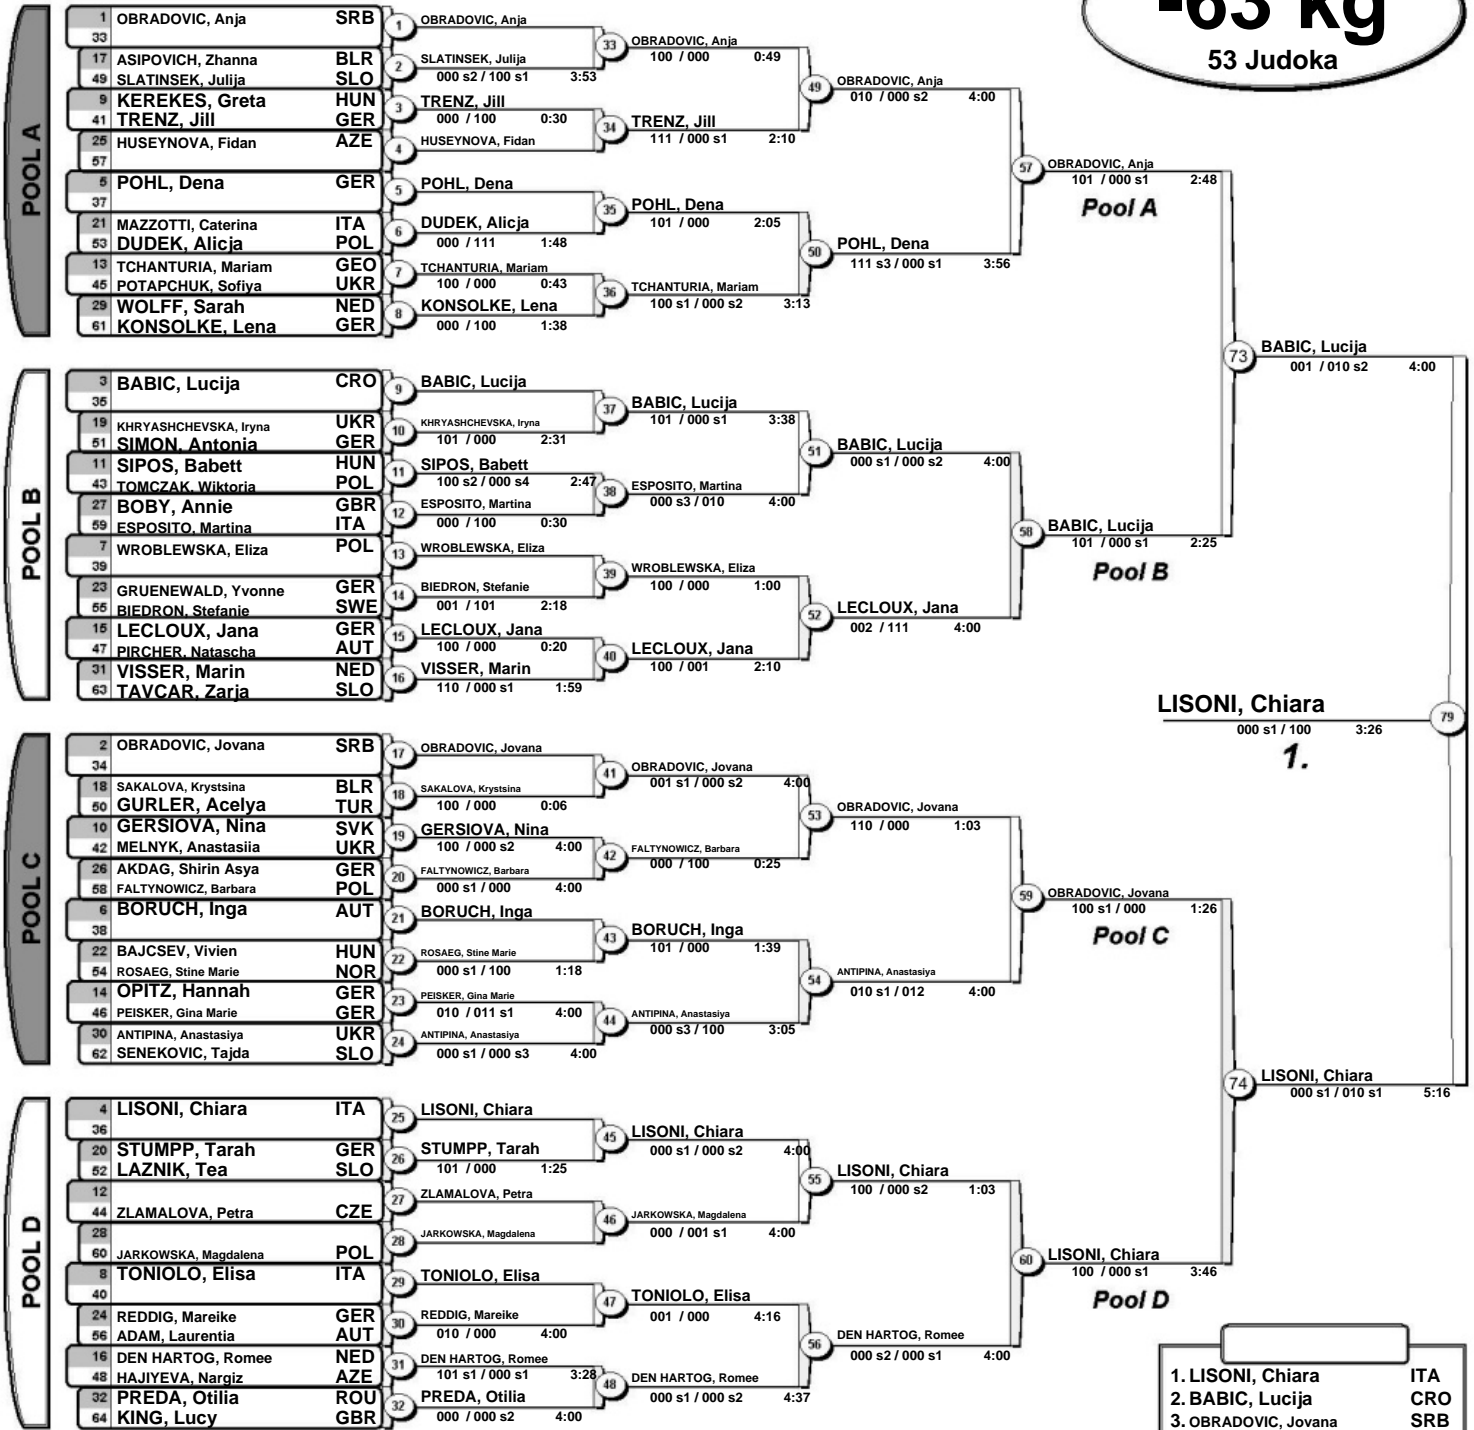 -63 kg
53 Judoka
POOL A
1 OBRADOVIC, Anja SRB
33
17 ASIPOVICH, Zhanna BLR
49 SLATINSEK, Julija SLO
9 KEREKES, Greta HUN
41 TRENZ, Jill GER
25 HUSEYNOVA, Fidan AZE
57
5 POHL, Dena GER
37
21 MAZZOTTI, Caterina ITA
53 DUDEK, Alicja POL
13 TCHANTURIA, Mariam GEO
45 POTAPCHUK, Sofiya UKR
29 WOLFF, Sarah NED
61 KONSOLKE, Lena GER
1 OBRADOVIC, Anja
2 SLATINSEK, Julija
000 s2 / 100 s1 3:53
3 TRENZ, Jill
000 / 100 0:30
4 HUSEYNOVA, Fidan
5 POHL, Dena
6 DUDEK, Alicja
000 / 111 1:48
7 TCHANTURIA, Mariam
100 / 000 0:43
8 KONSOLKE, Lena
000 / 100 1:38
33 OBRADOVIC, Anja
100 / 000 0:49
34 TRENZ, Jill
111 / 000 s1 2:10
35 POHL, Dena
101 / 000 2:05
36 TCHANTURIA, Mariam
100 s1 / 000 s2 3:13
49 OBRADOVIC, Anja
010 / 000 s2 4:00
50 POHL, Dena
111 s3 / 000 s1 3:56
57 OBRADOVIC, Anja
101 / 000 s1 2:48
Pool A
POOL B
3 BABIC, Lucija CRO
35
19 KHRYASHCHEVSKA, Iryna UKR
51 SIMON, Antonia GER
11 SIPOS, Babett HUN
43 TOMCZAK, Wiktoria POL
27 BOBY, Annie GBR
59 ESPOSITO, Martina ITA
7 WROBLEWSKA, Eliza POL
39
23 GRUENEWALD, Yvonne GER
55 BIEDRON, Stefanie SWE
15 LECLOUX, Jana GER
47 PIRCHER, Natascha AUT
31 VISSER, Marin NED
63 TAVCAR, Zarja SLO
9 BABIC, Lucija
10 KHRYASHCHEVSKA, Iryna
101 / 000 2:31
11 SIPOS, Babett
100 s2 / 000 s4 2:47
12 ESPOSITO, Martina
000 / 100 0:30
13 WROBLEWSKA, Eliza
14 BIEDRON, Stefanie
001 / 101 2:18
15 LECLOUX, Jana
100 / 000 0:20
16 VISSER, Marin
110 / 000 s1 1:59
37 BABIC, Lucija
101 / 000 s1 3:38
38 ESPOSITO, Martina
000 s3 / 010 4:00
39 WROBLEWSKA, Eliza
100 / 000 1:00
40 LECLOUX, Jana
100 / 001 2:10
51 BABIC, Lucija
000 s1 / 000 s2 4:00
52 LECLOUX, Jana
002 / 111 4:00
58 BABIC, Lucija
101 / 000 s1 2:25
Pool B
73 BABIC, Lucija
001 / 010 s2 4:00
LISONI, Chiara 79
000 s1 / 100 3:26
1.
POOL C
2 OBRADOVIC, Jovana SRB
34
18 SAKALOVA, Krystsina BLR
50 GURLER, Acelya TUR
10 GERSIOVA, Nina SVK
42 MELNYK, Anastasiia UKR
26 AKDAG, Shirin Asya GER
58 FALTYNOWICZ, Barbara POL
6 BORUCH, Inga AUT
38
22 BAJCSEV, Vivien HUN
54 ROSAEG, Stine Marie NOR
14 OPITZ, Hannah GER
46 PEISKER, Gina Marie GER
30 ANTIPINA, Anastasiya UKR
62 SENEKOVIC, Tajda SLO
17 OBRADOVIC, Jovana
18 SAKALOVA, Krystsina
100 / 000 0:06
19 GERSIOVA, Nina
100 / 000 s2 4:00
20 FALTYNOWICZ, Barbara
000 s1 / 000 4:00
21 BORUCH, Inga
22 ROSAEG, Stine Marie
000 s1 / 100 1:18
23 PEISKER, Gina Marie
010 / 011 s1 4:00
24 ANTIPINA, Anastasiya
000 s1 / 000 s3 4:00
41 OBRADOVIC, Jovana
001 s1 / 000 s2 4:00
42 FALTYNOWICZ, Barbara
000 / 100 0:25
43 BORUCH, Inga
101 / 000 1:39
44 ANTIPINA, Anastasiya
000 s3 / 100 3:05
53 OBRADOVIC, Jovana
110 / 000 1:03
54 ANTIPINA, Anastasiya
010 s1 / 012 4:00
59 OBRADOVIC, Jovana
100 s1 / 000 1:26
Pool C
74 LISONI, Chiara
000 s1 / 010 s1 5:16
POOL D
4 LISONI, Chiara ITA
36
20 STUMPP, Tarah GER
52 LAZNIK, Tea SLO
12
44 ZLAMALOVA, Petra CZE
28
60 JARKOWSKA, Magdalena POL
8 TONIOLO, Elisa ITA
40
24 REDDIG, Mareike GER
56 ADAM, Laurentia AUT
16 DEN HARTOG, Romee NED
48 HAJIYEVA, Nargiz AZE
32 PREDA, Otilia ROU
64 KING, Lucy GBR
25 LISONI, Chiara
26 STUMPP, Tarah
101 / 000 1:25
27 ZLAMALOVA, Petra
28 JARKOWSKA, Magdalena
29 TONIOLO, Elisa
30 REDDIG, Mareike
010 / 000 4:00
31 DEN HARTOG, Romee
101 s1 / 000 s1 3:28
32 PREDA, Otilia
000 / 000 s2 4:00
45 LISONI, Chiara
000 s1 / 000 s2 4:00
46 JARKOWSKA, Magdalena
000 / 001 s1 4:00
47 TONIOLO, Elisa
001 / 000 4:16
48 DEN HARTOG, Romee
000 s1 / 000 s2 4:37
55 LISONI, Chiara
100 / 000 s2 1:03
56 DEN HARTOG, Romee
000 s2 / 000 s1 4:00
60 LISONI, Chiara
100 / 000 s1 3:46
Pool D
1. LISONI, Chiara ITA
2. BABIC, Lucija CRO
3. OBRADOVIC, Jovana SRB